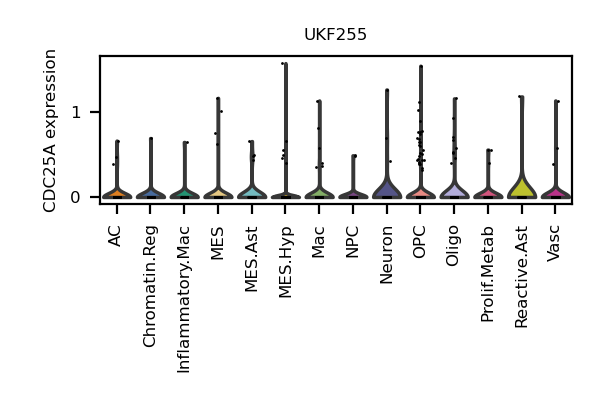 UKF255
CDC25A expression
1
0
AC
Chromatin.Reg
Inflammatory.Mac
MES
MES.Ast
MES.Hyp
Mac
NPC
Neuron
OPC
Oligo
Prolif.Metab
Reactive.Ast
Vasc